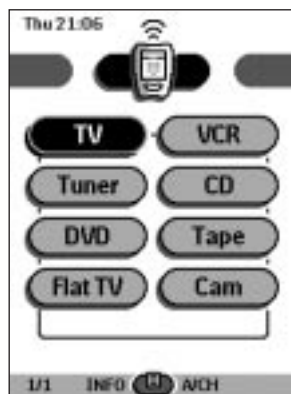 Thu 21:06
TV VCR
Tuner CD
DVD Tape
Flat TV Cam
1/1 INFO A/CH